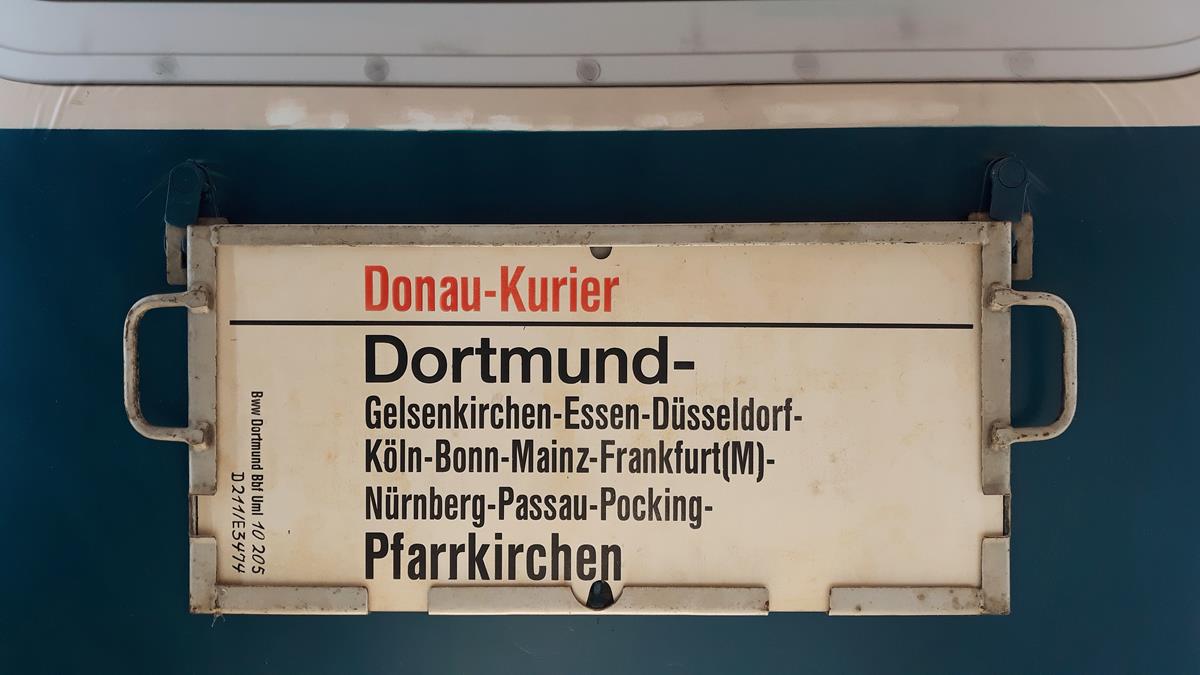 Donau-Kurier
Dortmund-
Gelsenkirchen-Essen-Düsseldorf-
Köln-Bonn-Mainz-Frankfurt(M)-
Nürnberg-Passau-Pocking-
Pfarrkirchen
Bww Dortmund Bbf Uml 10 205
D211/E3474